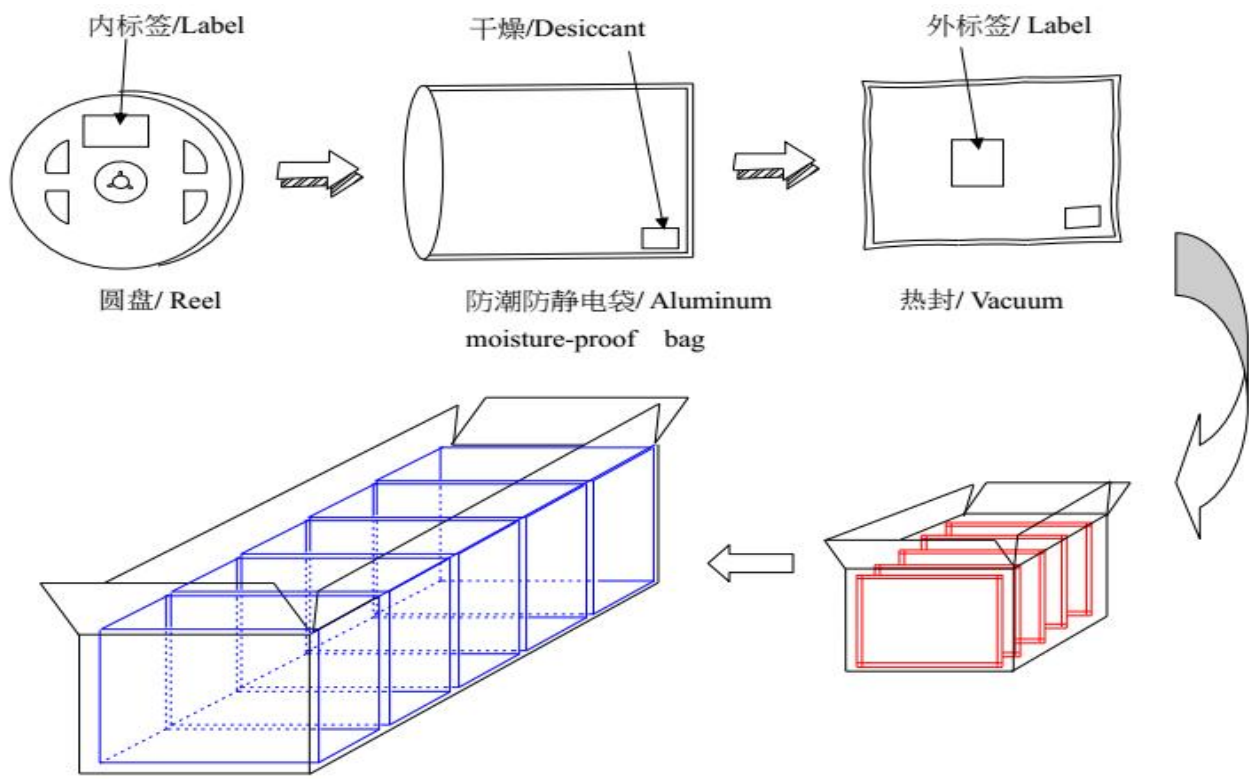 内标签/Label
干燥/Desiccant
外标签/ Label
圆盘/ Reel
防潮防静电袋/ Aluminum
moisture-proof bag
热封/ Vacuum